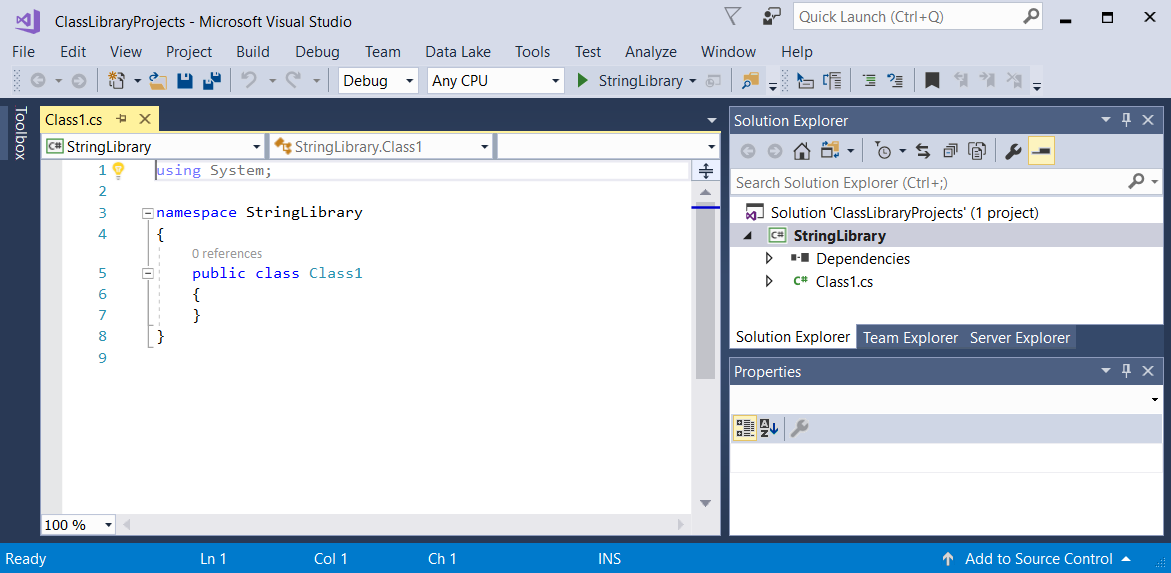 ClassLibraryProjects - Microsoft Visual Studio
Quick Launch (Ctrl+Q)
File Edit View Project Build Debug Team Data Lake Tools Test Analyze Window Help
Debug Any CPU StringLibrary
Toolbox
Class1.cs
StringLibrary StringLibrary.Class1
1 using System;
2
3 namespace StringLibrary
4 {
0 references
5 public class Class1
6 {
7 }
8 }
9
100 %
Solution Explorer
Search Solution Explorer (Ctrl+;)
Solution 'ClassLibraryProjects' (1 project)
C# StringLibrary
Dependencies
C# Class1.cs
Solution Explorer Team Explorer Server Explorer
Properties
Ready Ln 1 Col 1 Ch 1 INS Add to Source Control